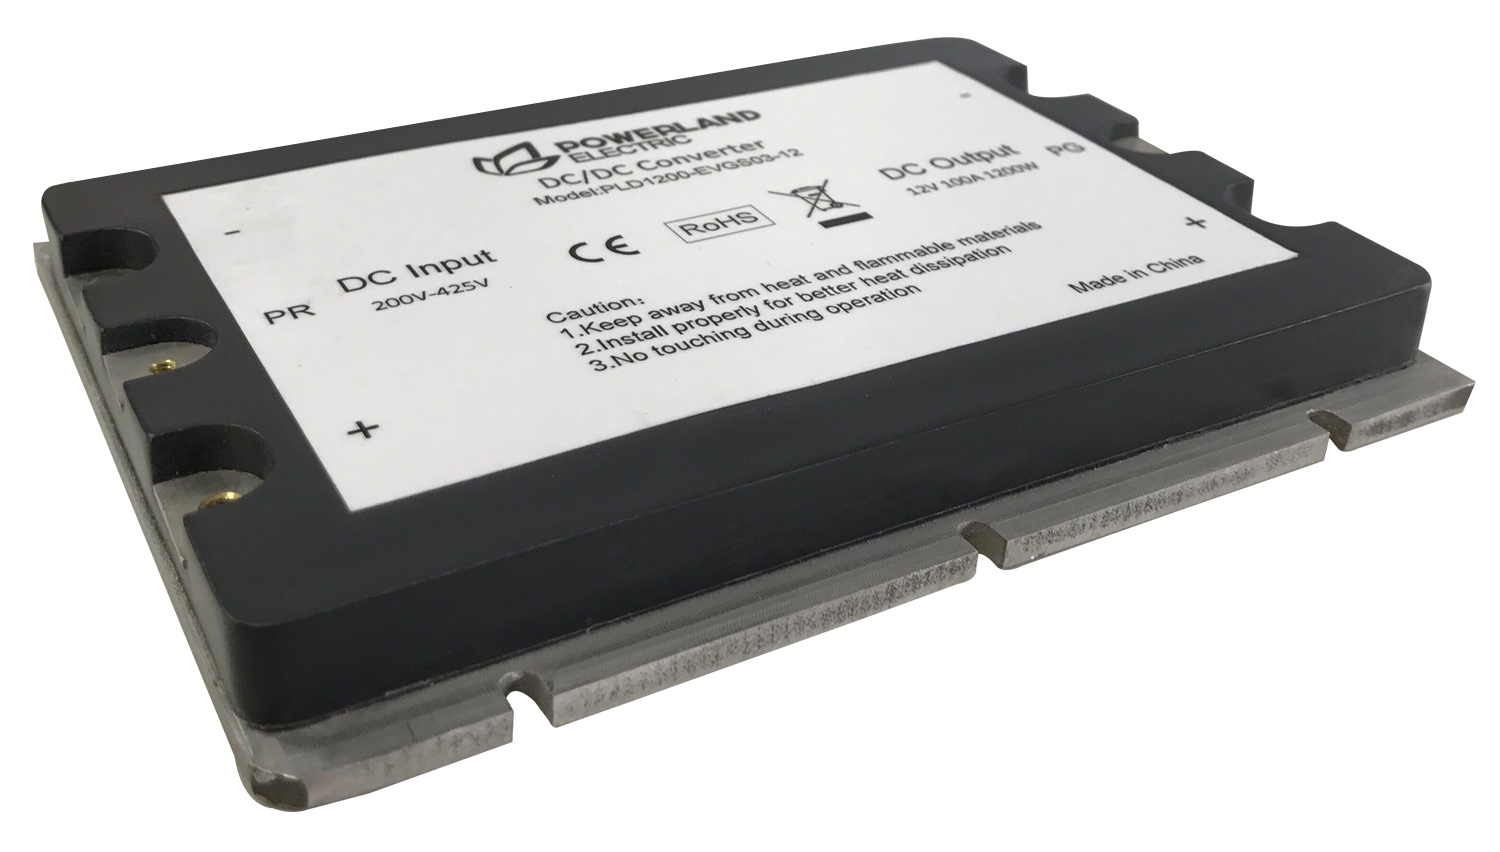 POWERLAND
ELECTRIC
DC/DC Converter
Model:PLD1200-EVGS03-12
-
DC Input
200V-425V
PR
+
CE
RoHS
-
DC Output
12V 100A 1200W
PG
+
Caution:
1.Keep away from heat and flammable materials
2.Install properly for better heat dissipation
3.No touching during operation
Made in China